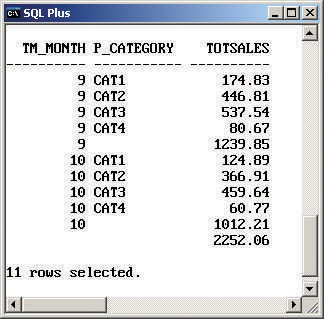 SQL Plus
TM_MONTH P_CATEGORY TOTSALES
---------- ----------- ----------
9 CAT1 174.83
9 CAT2 446.81
9 CAT3 537.54
9 CAT4 80.67
9 1239.85
10 CAT1 124.89
10 CAT2 366.91
10 CAT3 459.64
10 CAT4 60.77
10 1012.21
2252.06
11 rows selected.